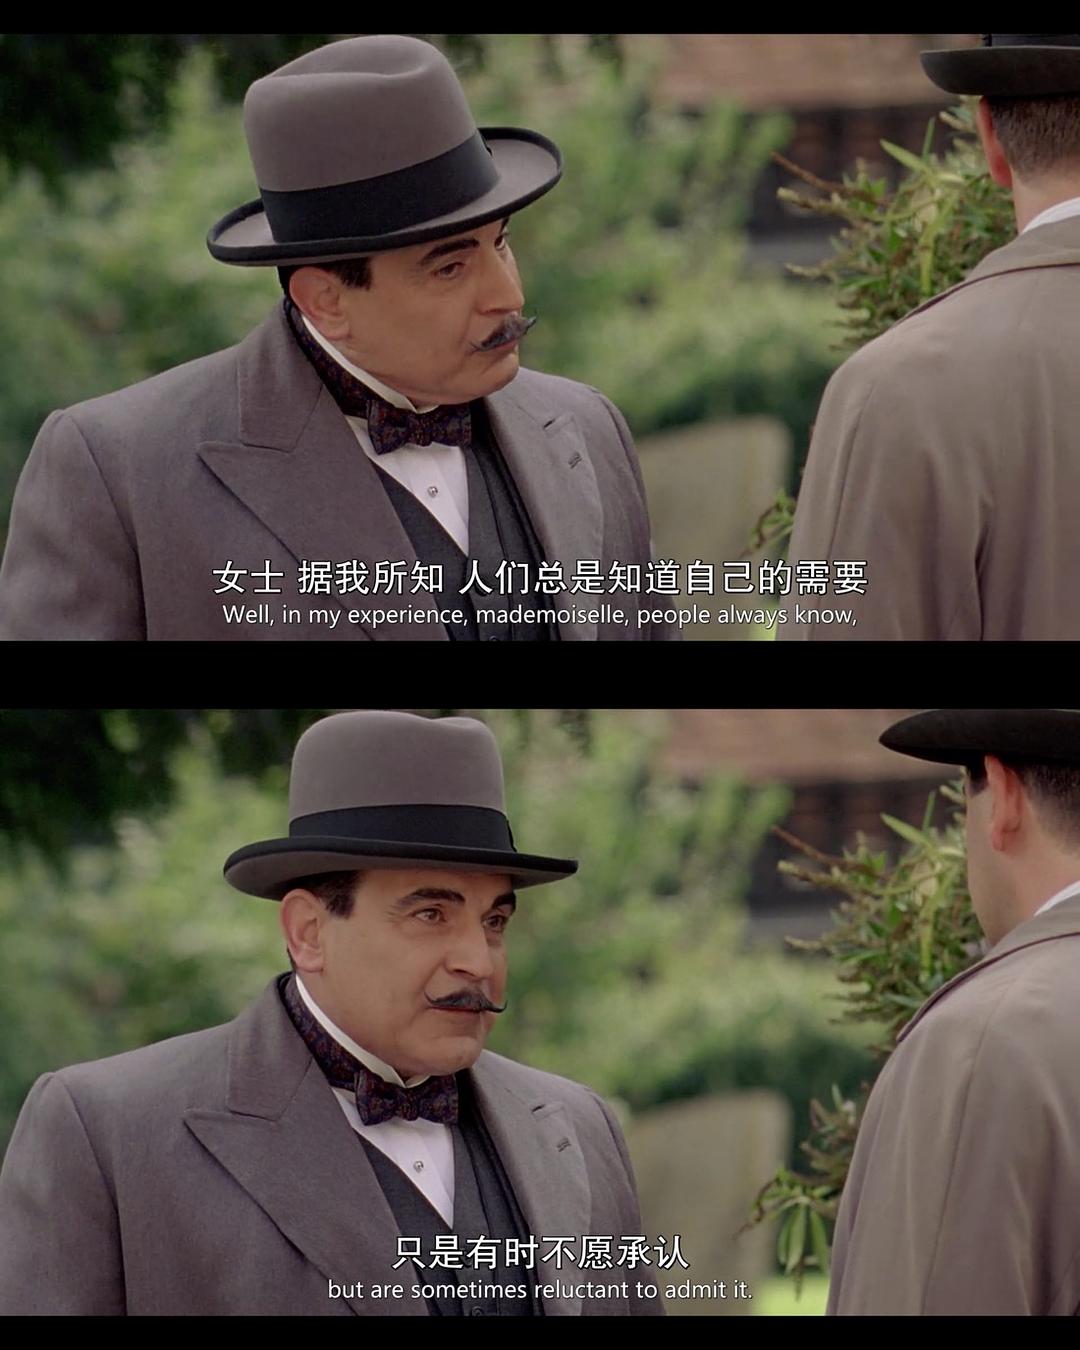 女士 据我所知 人们总是知道自己的需要
Well, in my experience, mademoiselle, people always know,
只是有时不愿承认
but are sometimes reluctant to admit it.